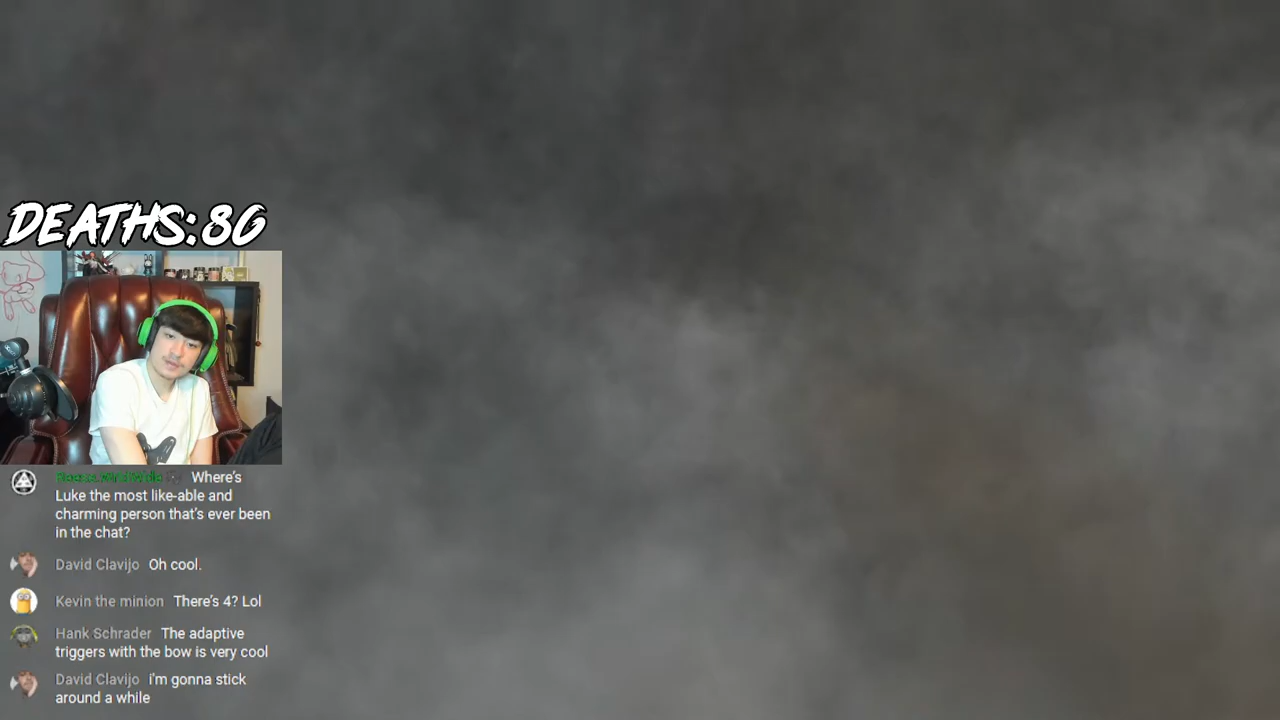 DEATHS:86
Where's
Luke the most like-able and
charming person that's ever been
in the chat?
David Clavijo Oh cool.
Kevin the minion There's 4? Lol
Hank Schrader The adaptive
triggers with the bow is very cool
David Clavijo i'm gonna stick
around a while